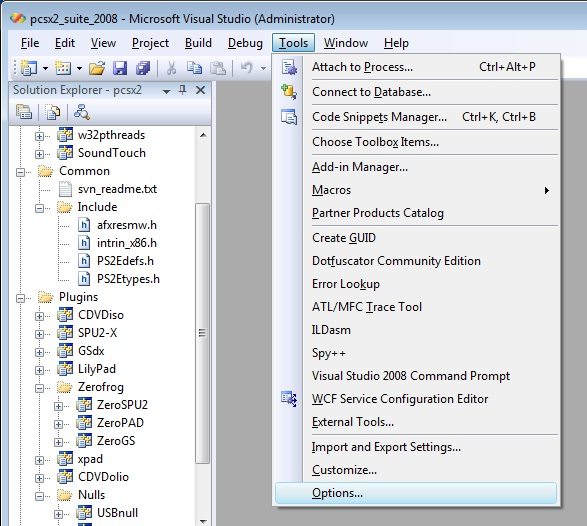 pcsx2_suite_2008 - Microsoft Visual Studio (Administrator)
File Edit View Project Build Debug Tools Window Help
Solution Explorer - pcsx2
w32pthreads
SoundTouch
Common
svn_readme.txt
Include
afxresmw.h
intrin_x86.h
PS2Edefs.h
PS2Etypes.h
Plugins
CDVDiso
SPU2-X
GSdx
LilyPad
Zerofrog
ZeroSPU2
ZeroPAD
ZeroGS
xpad
CDVDolio
Nulls
USBnull
Attach to Process... Ctrl+Alt+P
Connect to Database...
Code Snippets Manager... Ctrl+K, Ctrl+B
Choose Toolbox Items...
Add-in Manager...
Macros
Partner Products Catalog
Create GUID
Dotfuscator Community Edition
Error Lookup
ATL/MFC Trace Tool
ILDasm
Spy++
Visual Studio 2008 Command Prompt
WCF Service Configuration Editor
External Tools...
Import and Export Settings...
Customize...
Options...